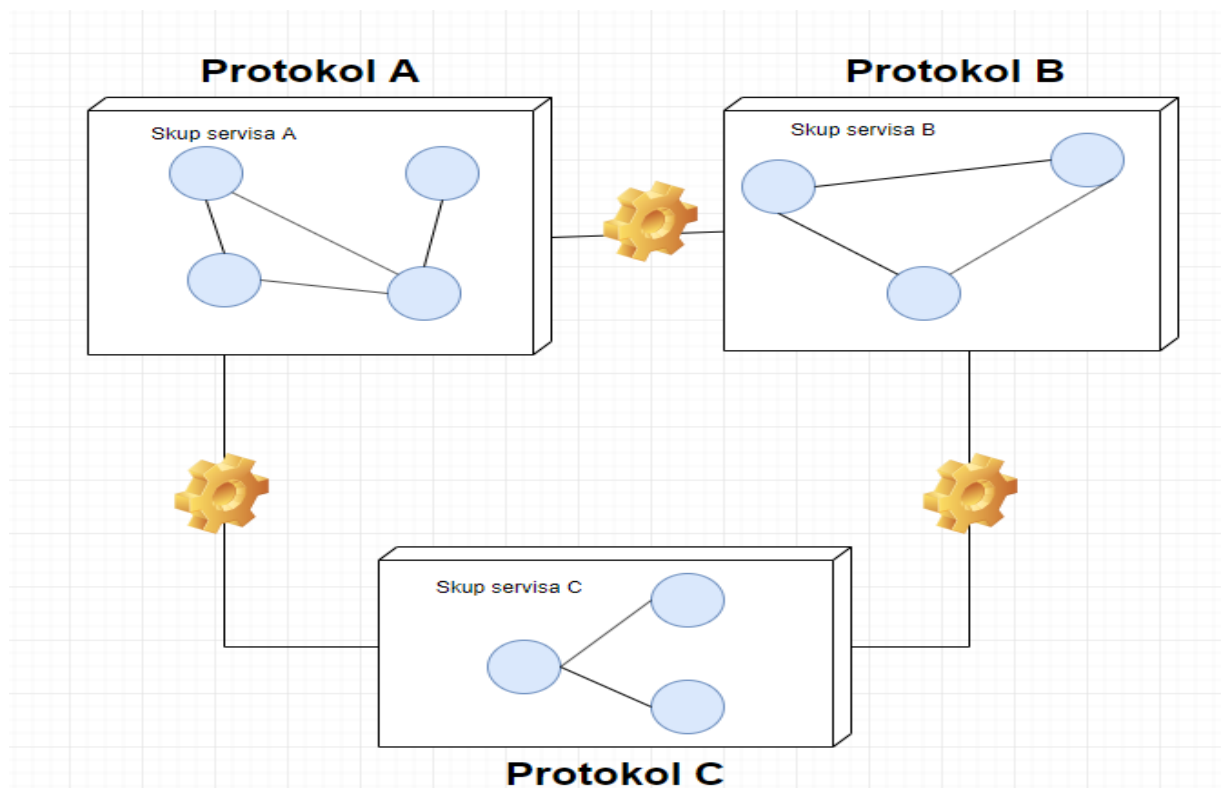 Protokol A
Protokol B
Skup servisa A
Skup servisa B
Skup servisa C
Protokol C